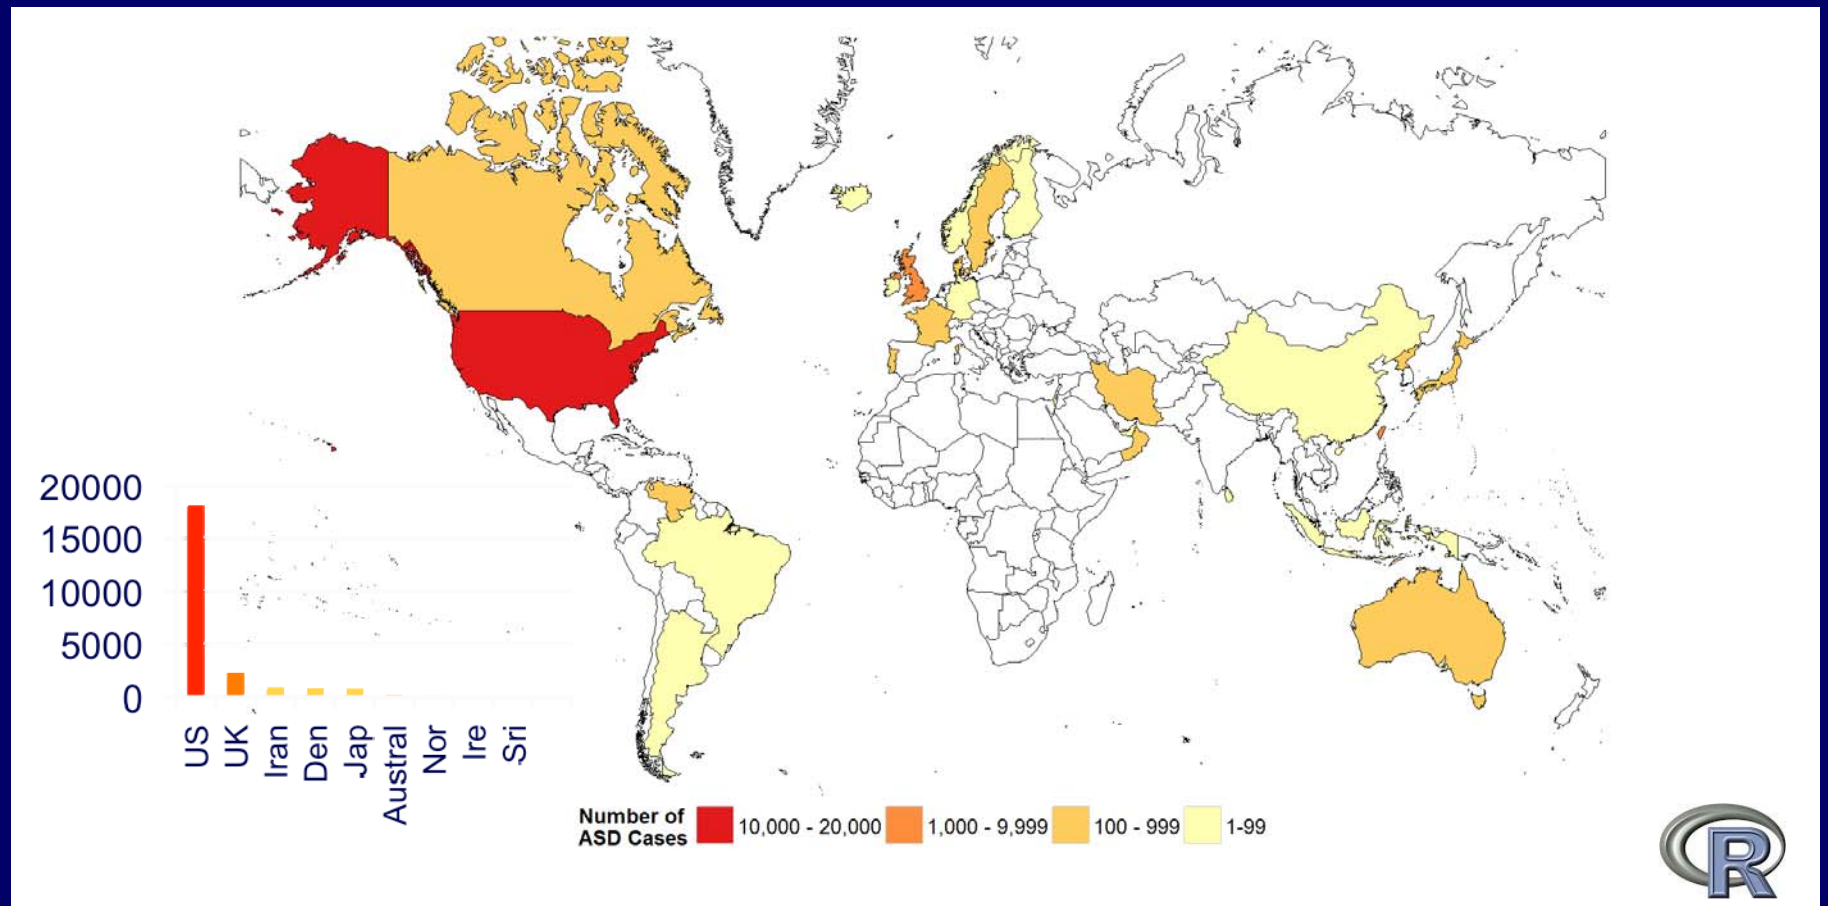 20000
15000
10000
5000
0
US
UK
Iran
Den
Jap
Austral
Nor
Ire
Sri
Number of
ASD Cases
10,000 - 20,000
1,000 - 9,999
100 - 999
1-99
R